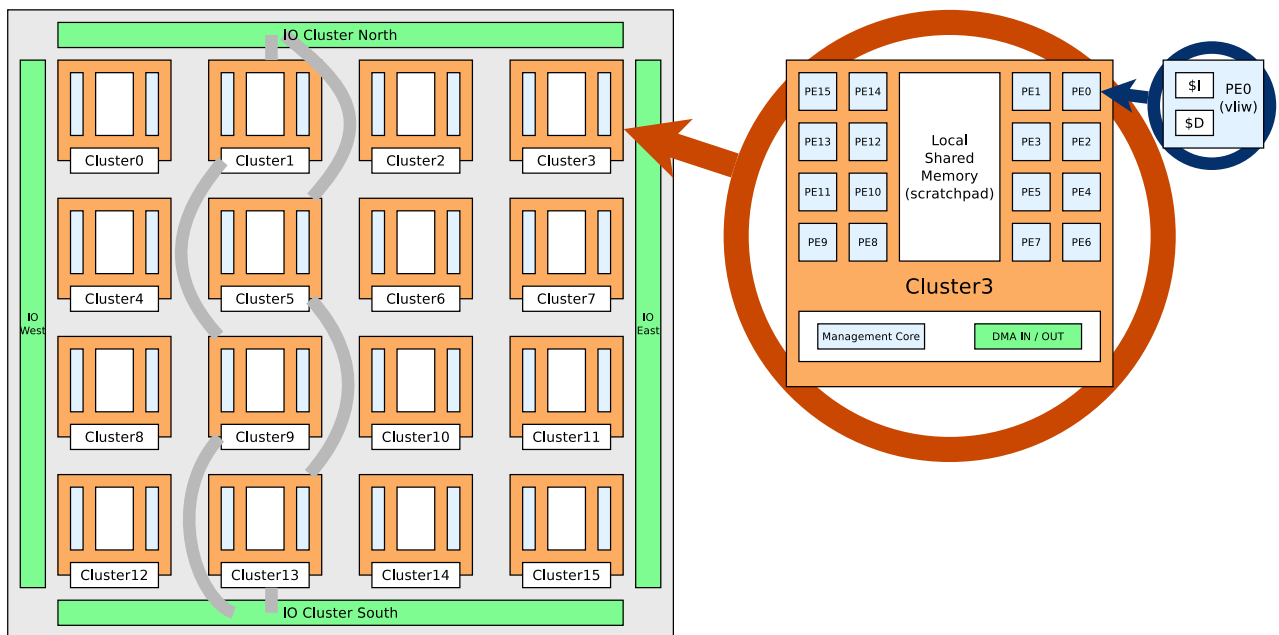 IO Cluster North
Cluster0
Cluster1
Cluster2
Cluster3
Cluster4
Cluster5
Cluster6
Cluster7
IO
West
IO
East
Cluster8
Cluster9
Cluster10
Cluster11
Cluster12
Cluster13
Cluster14
Cluster15
IO Cluster South
PE15
PE14
PE13
PE12
PE11
PE10
PE9
PE8
Local
Shared
Memory
(scratchpad)
PE1
PE0
PE3
PE2
PE5
PE4
PE7
PE6
Cluster3
Management Core
DMA IN / OUT
$I
$D
PE0
(vliw)